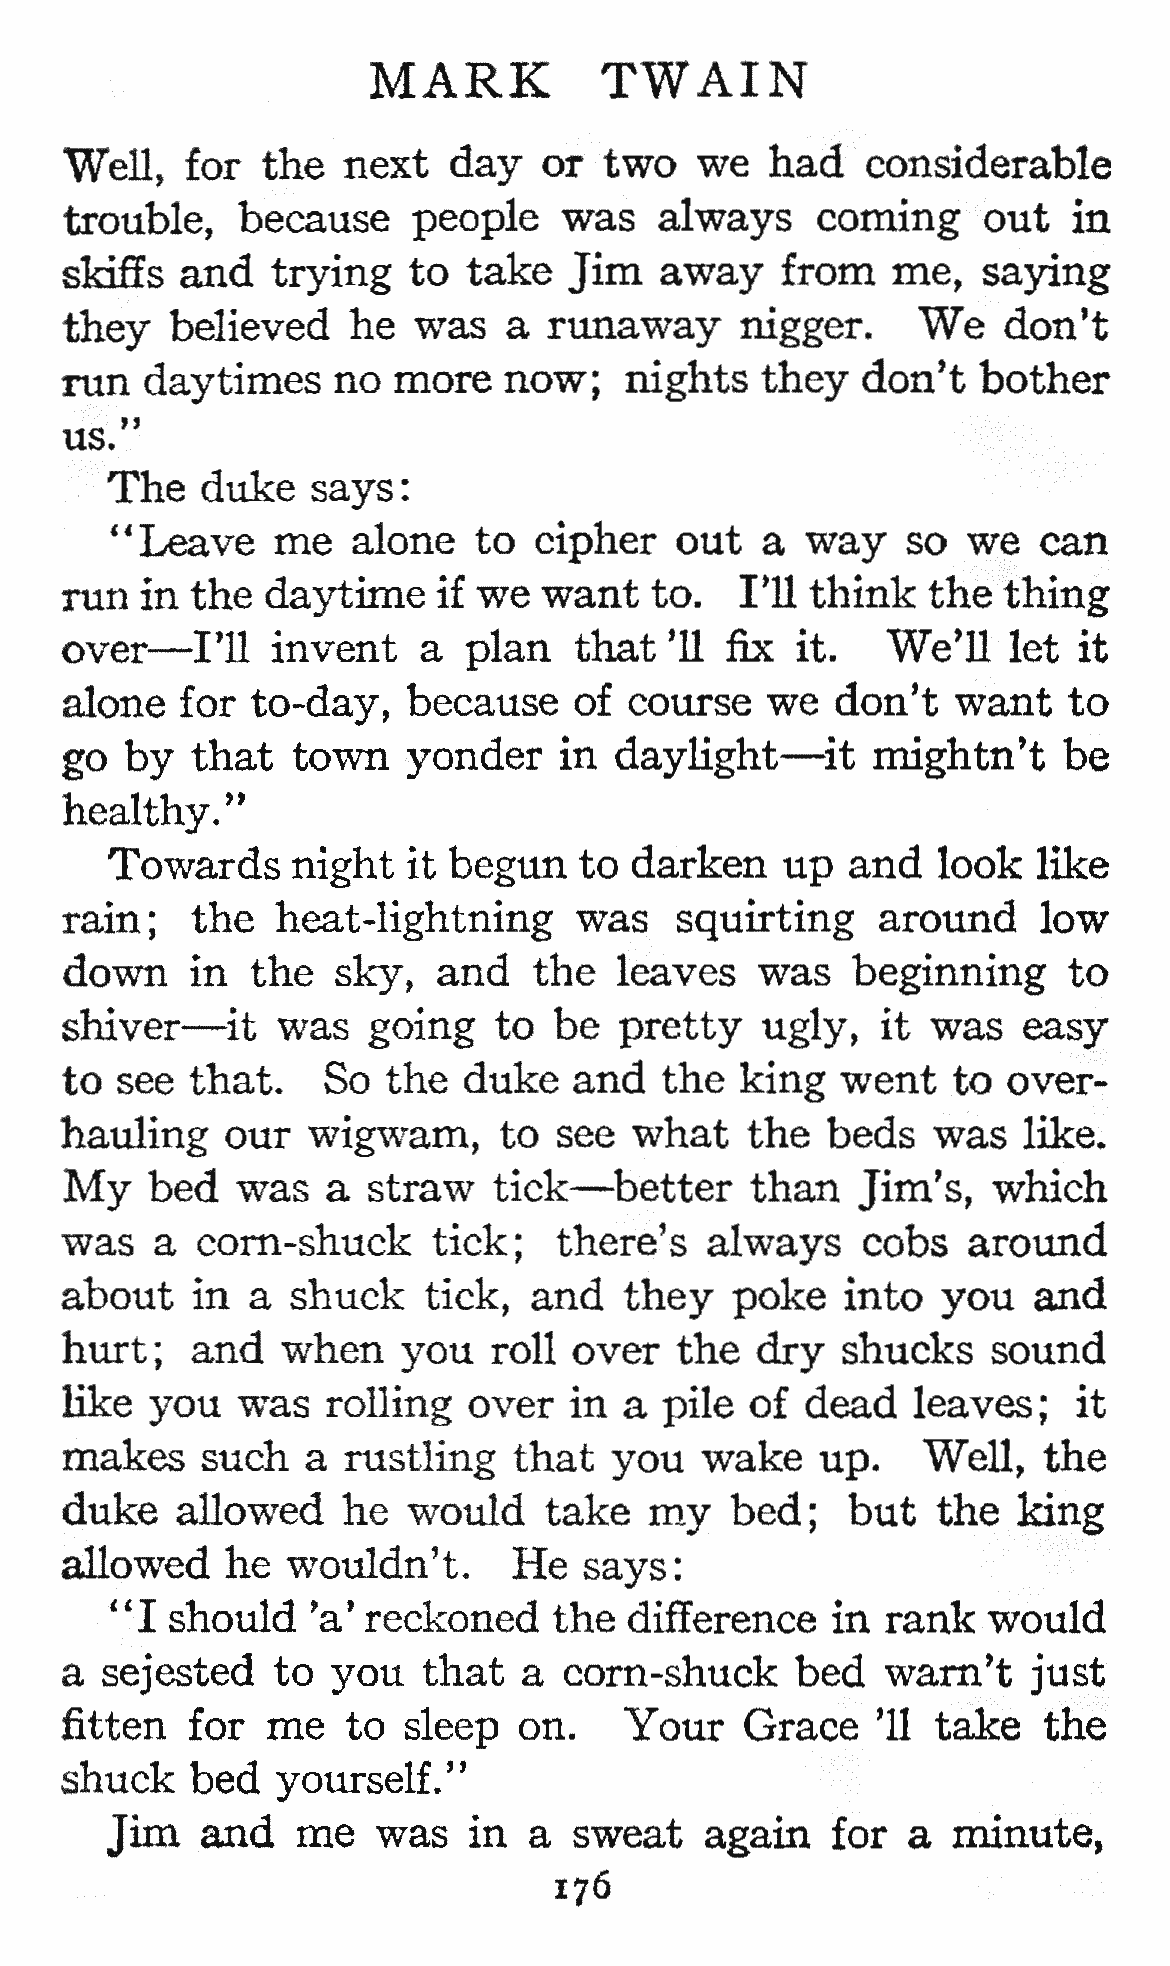 MARK TWAIN
Well, for the next day or two we had considerable
trouble, because people was always coming out in
skiffs and trying to take Jim away from me, saying
they believed he was a runaway nigger. We don't
run daytimes no more now; nights they don't bother
us."
The duke says:
"Leave me alone to cipher out a way so we can
run in the daytime if we want to. I'll think the thing
over—I'll invent a plan that 'll fix it. We'll let it
alone for to-day, because of course we don't want to
go by that town yonder in daylight—it mightn't be
healthy."
Towards night it begun to darken up and look like
rain; the heat-lightning was squirting around low
down in the sky, and the leaves was beginning to
shiver—it was going to be pretty ugly, it was easy
to see that. So the duke and the king went to over-
hauling our wigwam, to see what the beds was like.
My bed was a straw tick—better than Jim's, which
was a corn-shuck tick; there's always cobs around
about in a shuck tick, and they poke into you and
hurt; and when you roll over the dry shucks sound
like you was rolling over in a pile of dead leaves; it
makes such a rustling that you wake up. Well, the
duke allowed he would take my bed; but the king
allowed he wouldn't. He says:
"I should 'a' reckoned the difference in rank would
a sejested to you that a corn-shuck bed warn't just
fitten for me to sleep on. Your Grace 'll take the
shuck bed yourself."
Jim and me was in a sweat again for a minute,
176